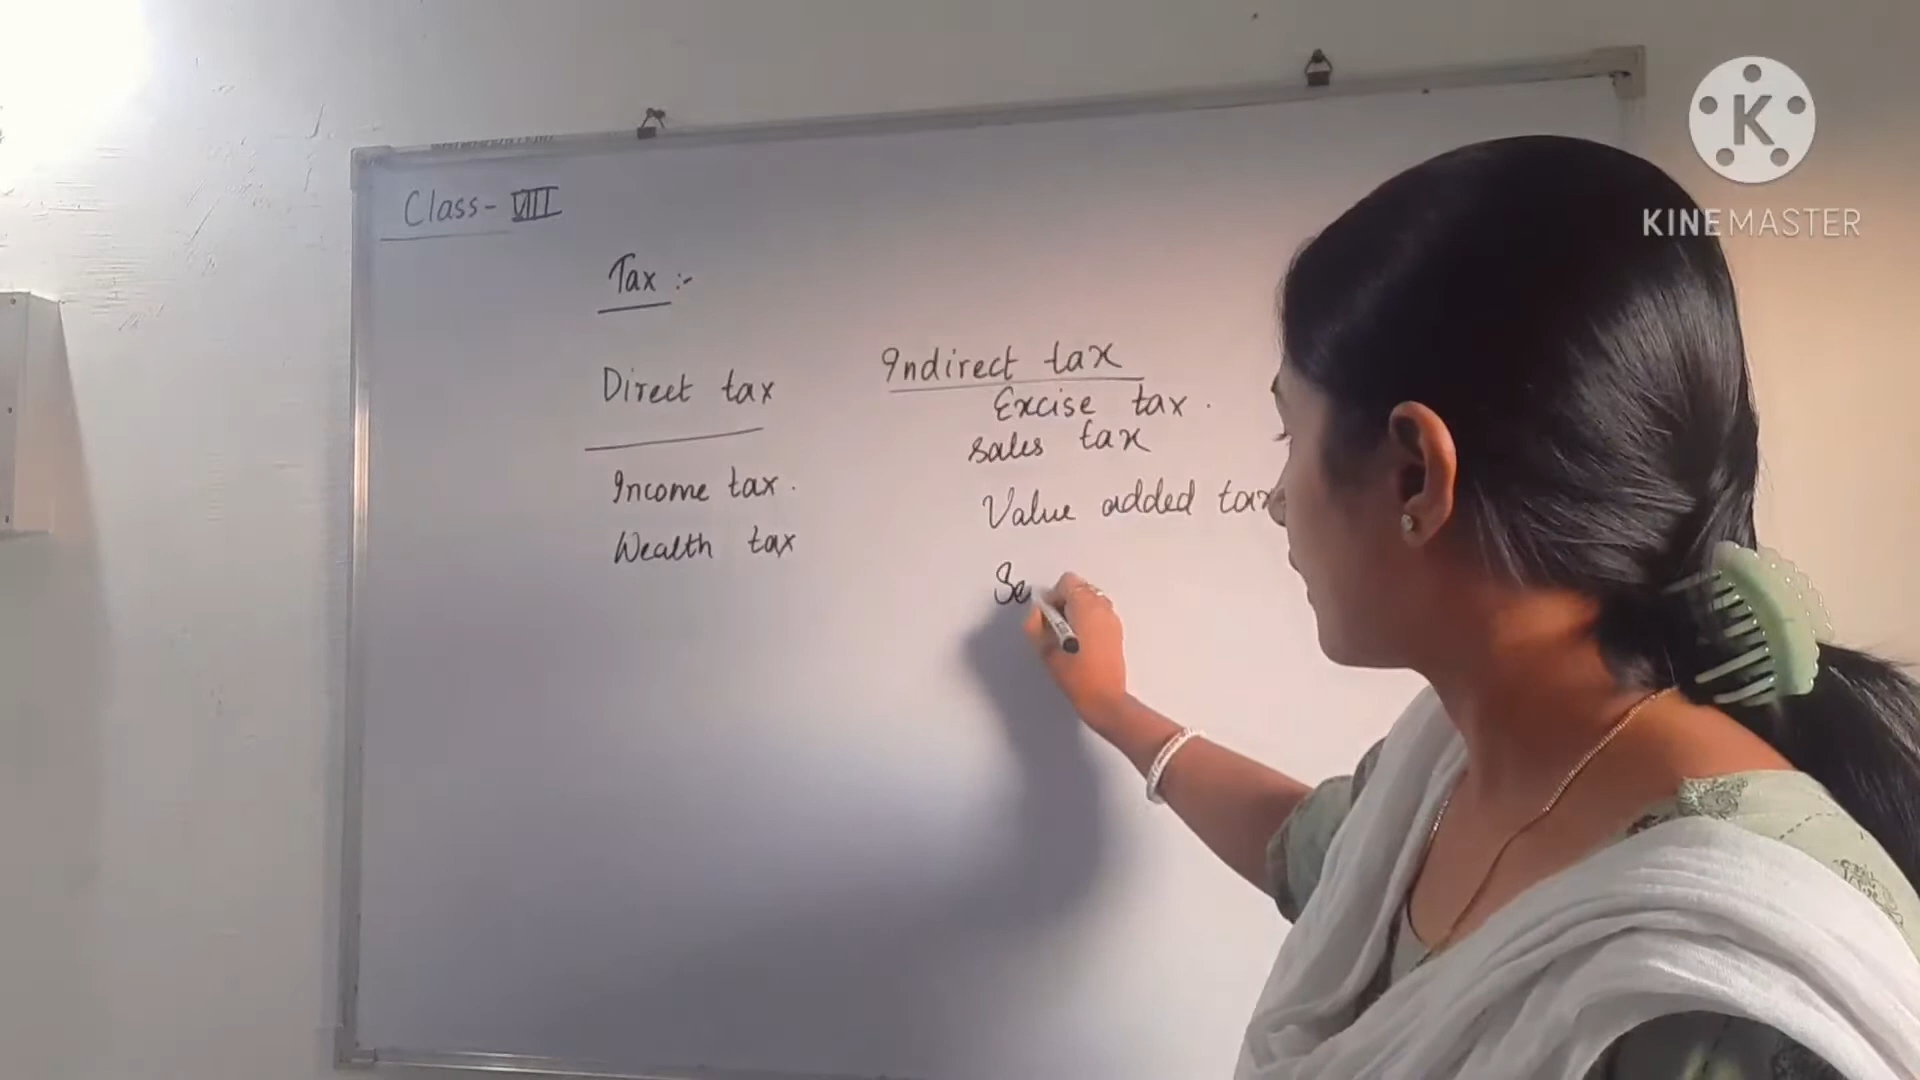 Class- VIII
Tax :-
Direct tax
Income tax.
Wealth tax
Indirect tax
Excise tax.
sales tax
Value added tax
Se
K
KINEMASTER